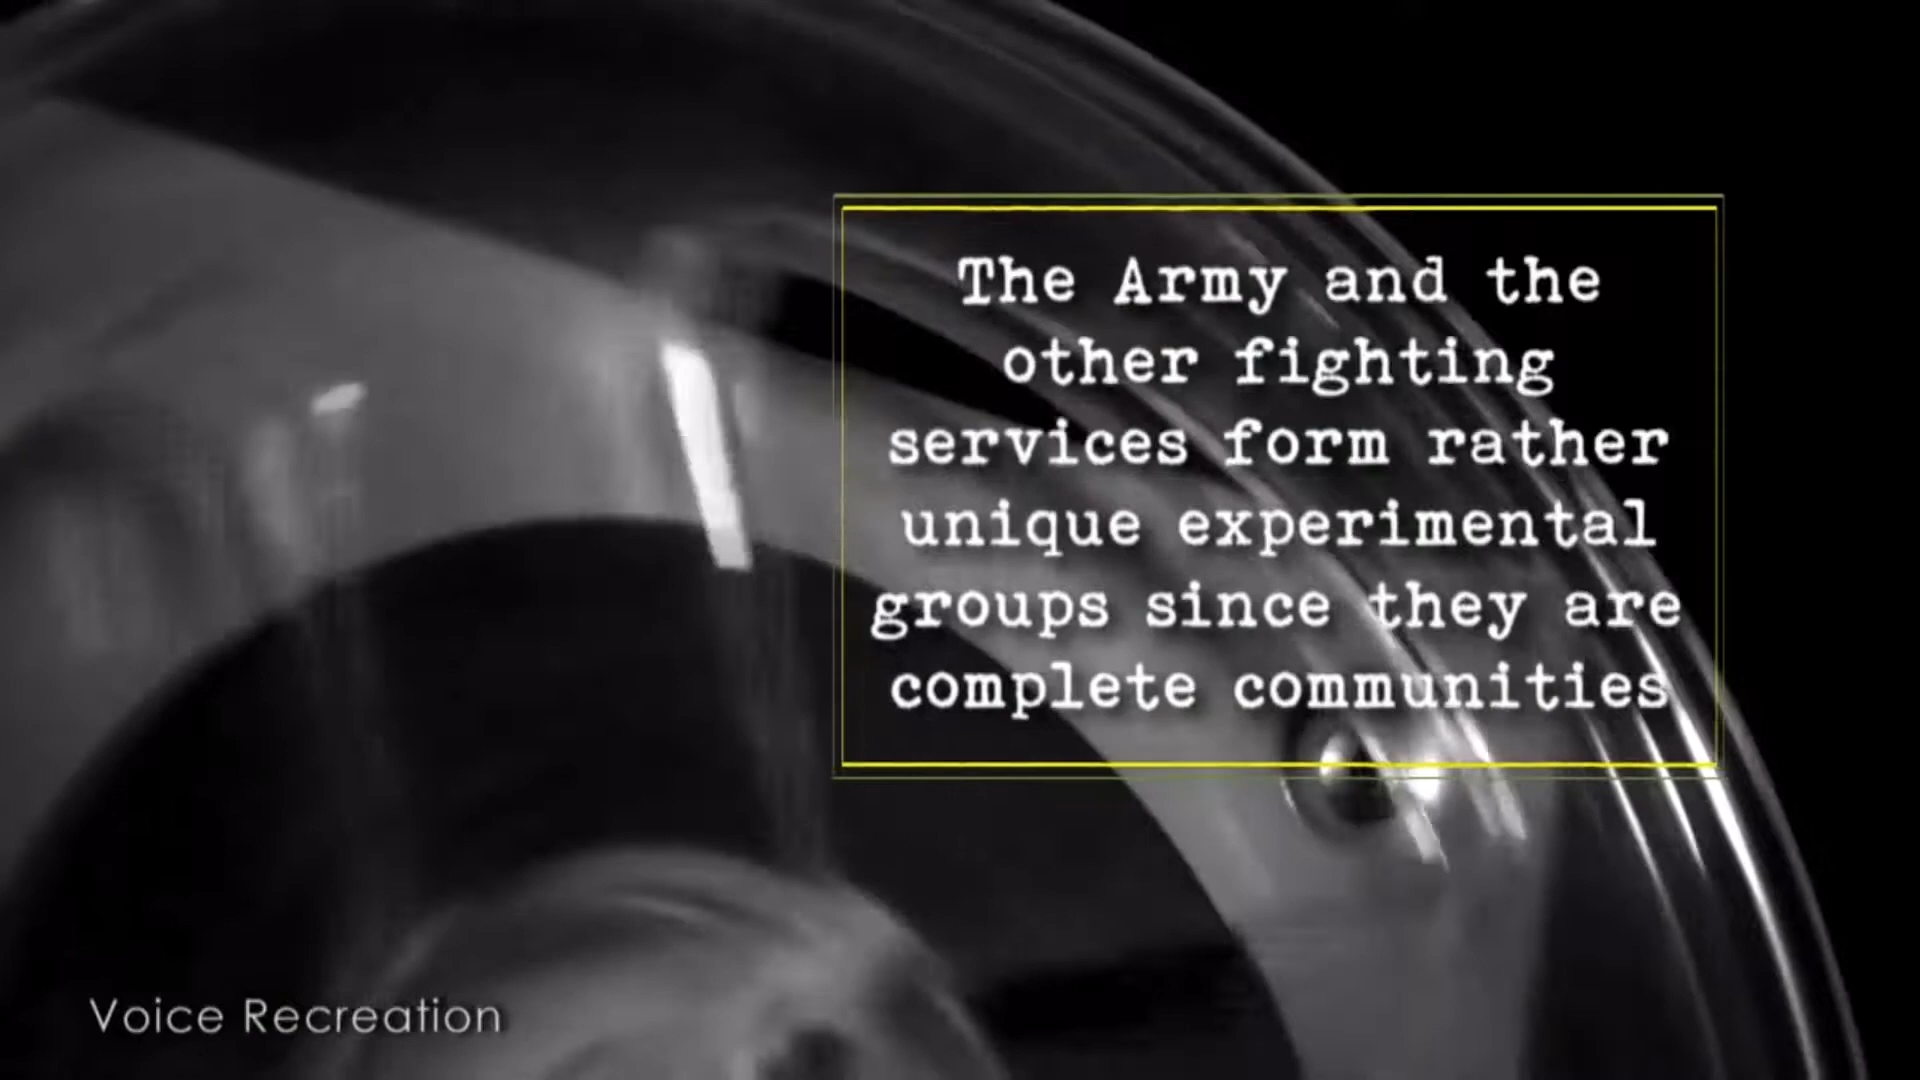 The Army and the
other fighting
services form rather
unique experimental
groups since they are
complete communities
Voice Recreation